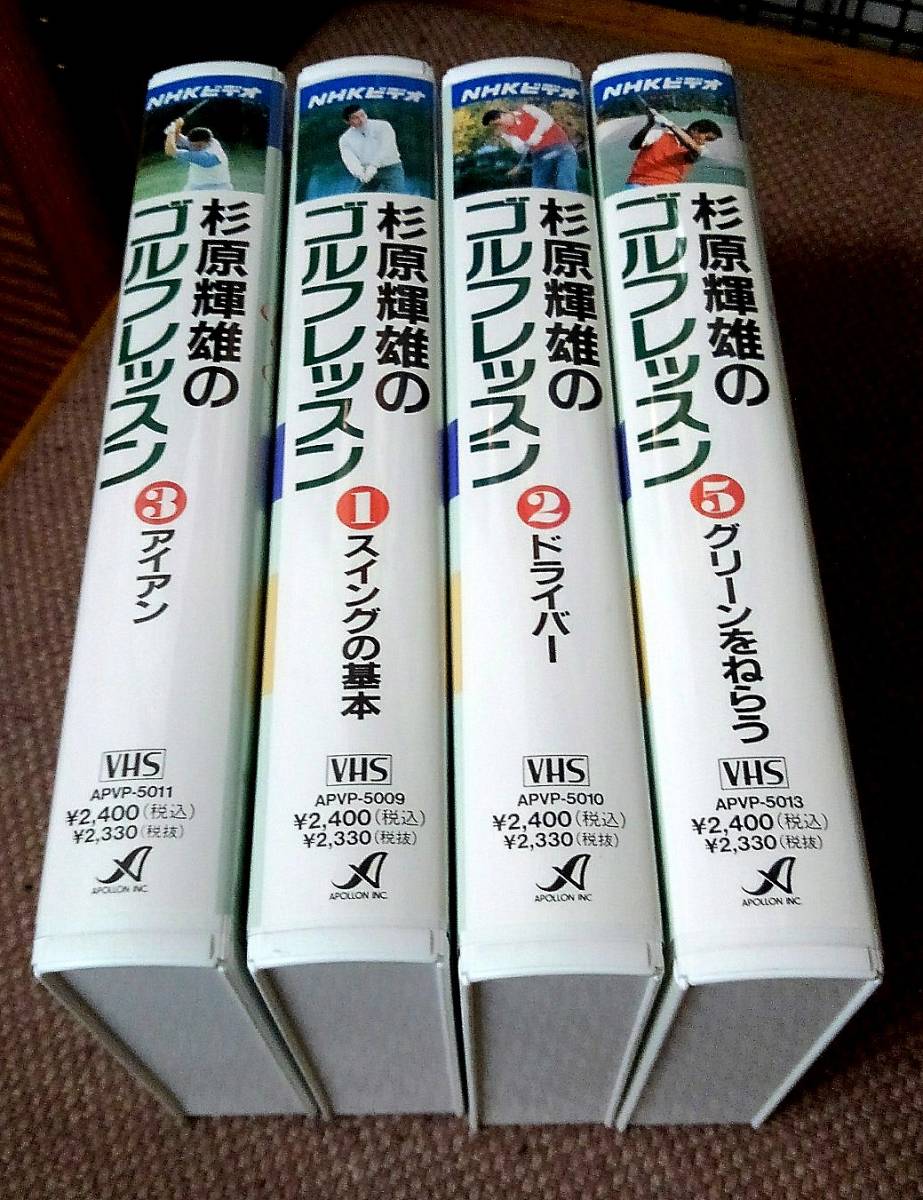 NHKビデオ
杉原輝雄の
ゴルフレッスン
3 アイアン
VHS
APVP-5011
¥2,400(税込)
¥2,330(税抜)
APOLLON INC.
NHKビデオ
杉原輝雄の
ゴルフレッスン
1 スイングの基本
VHS
APVP-5009
¥2,400(税込)
¥2,330(税抜)
APOLLON INC.
NHKビデオ
杉原輝雄の
ゴルフレッスン
2 ドライバー
VHS
APVP-5010
¥2,400(税込)
¥2,330(税抜)
APOLLON INC.
NHKビデオ
杉原輝雄の
ゴルフレッスン
5 グリーンをねらう
VHS
APVP-5013
¥2,400(税込)
¥2,330(税抜)
APOLLON INC.